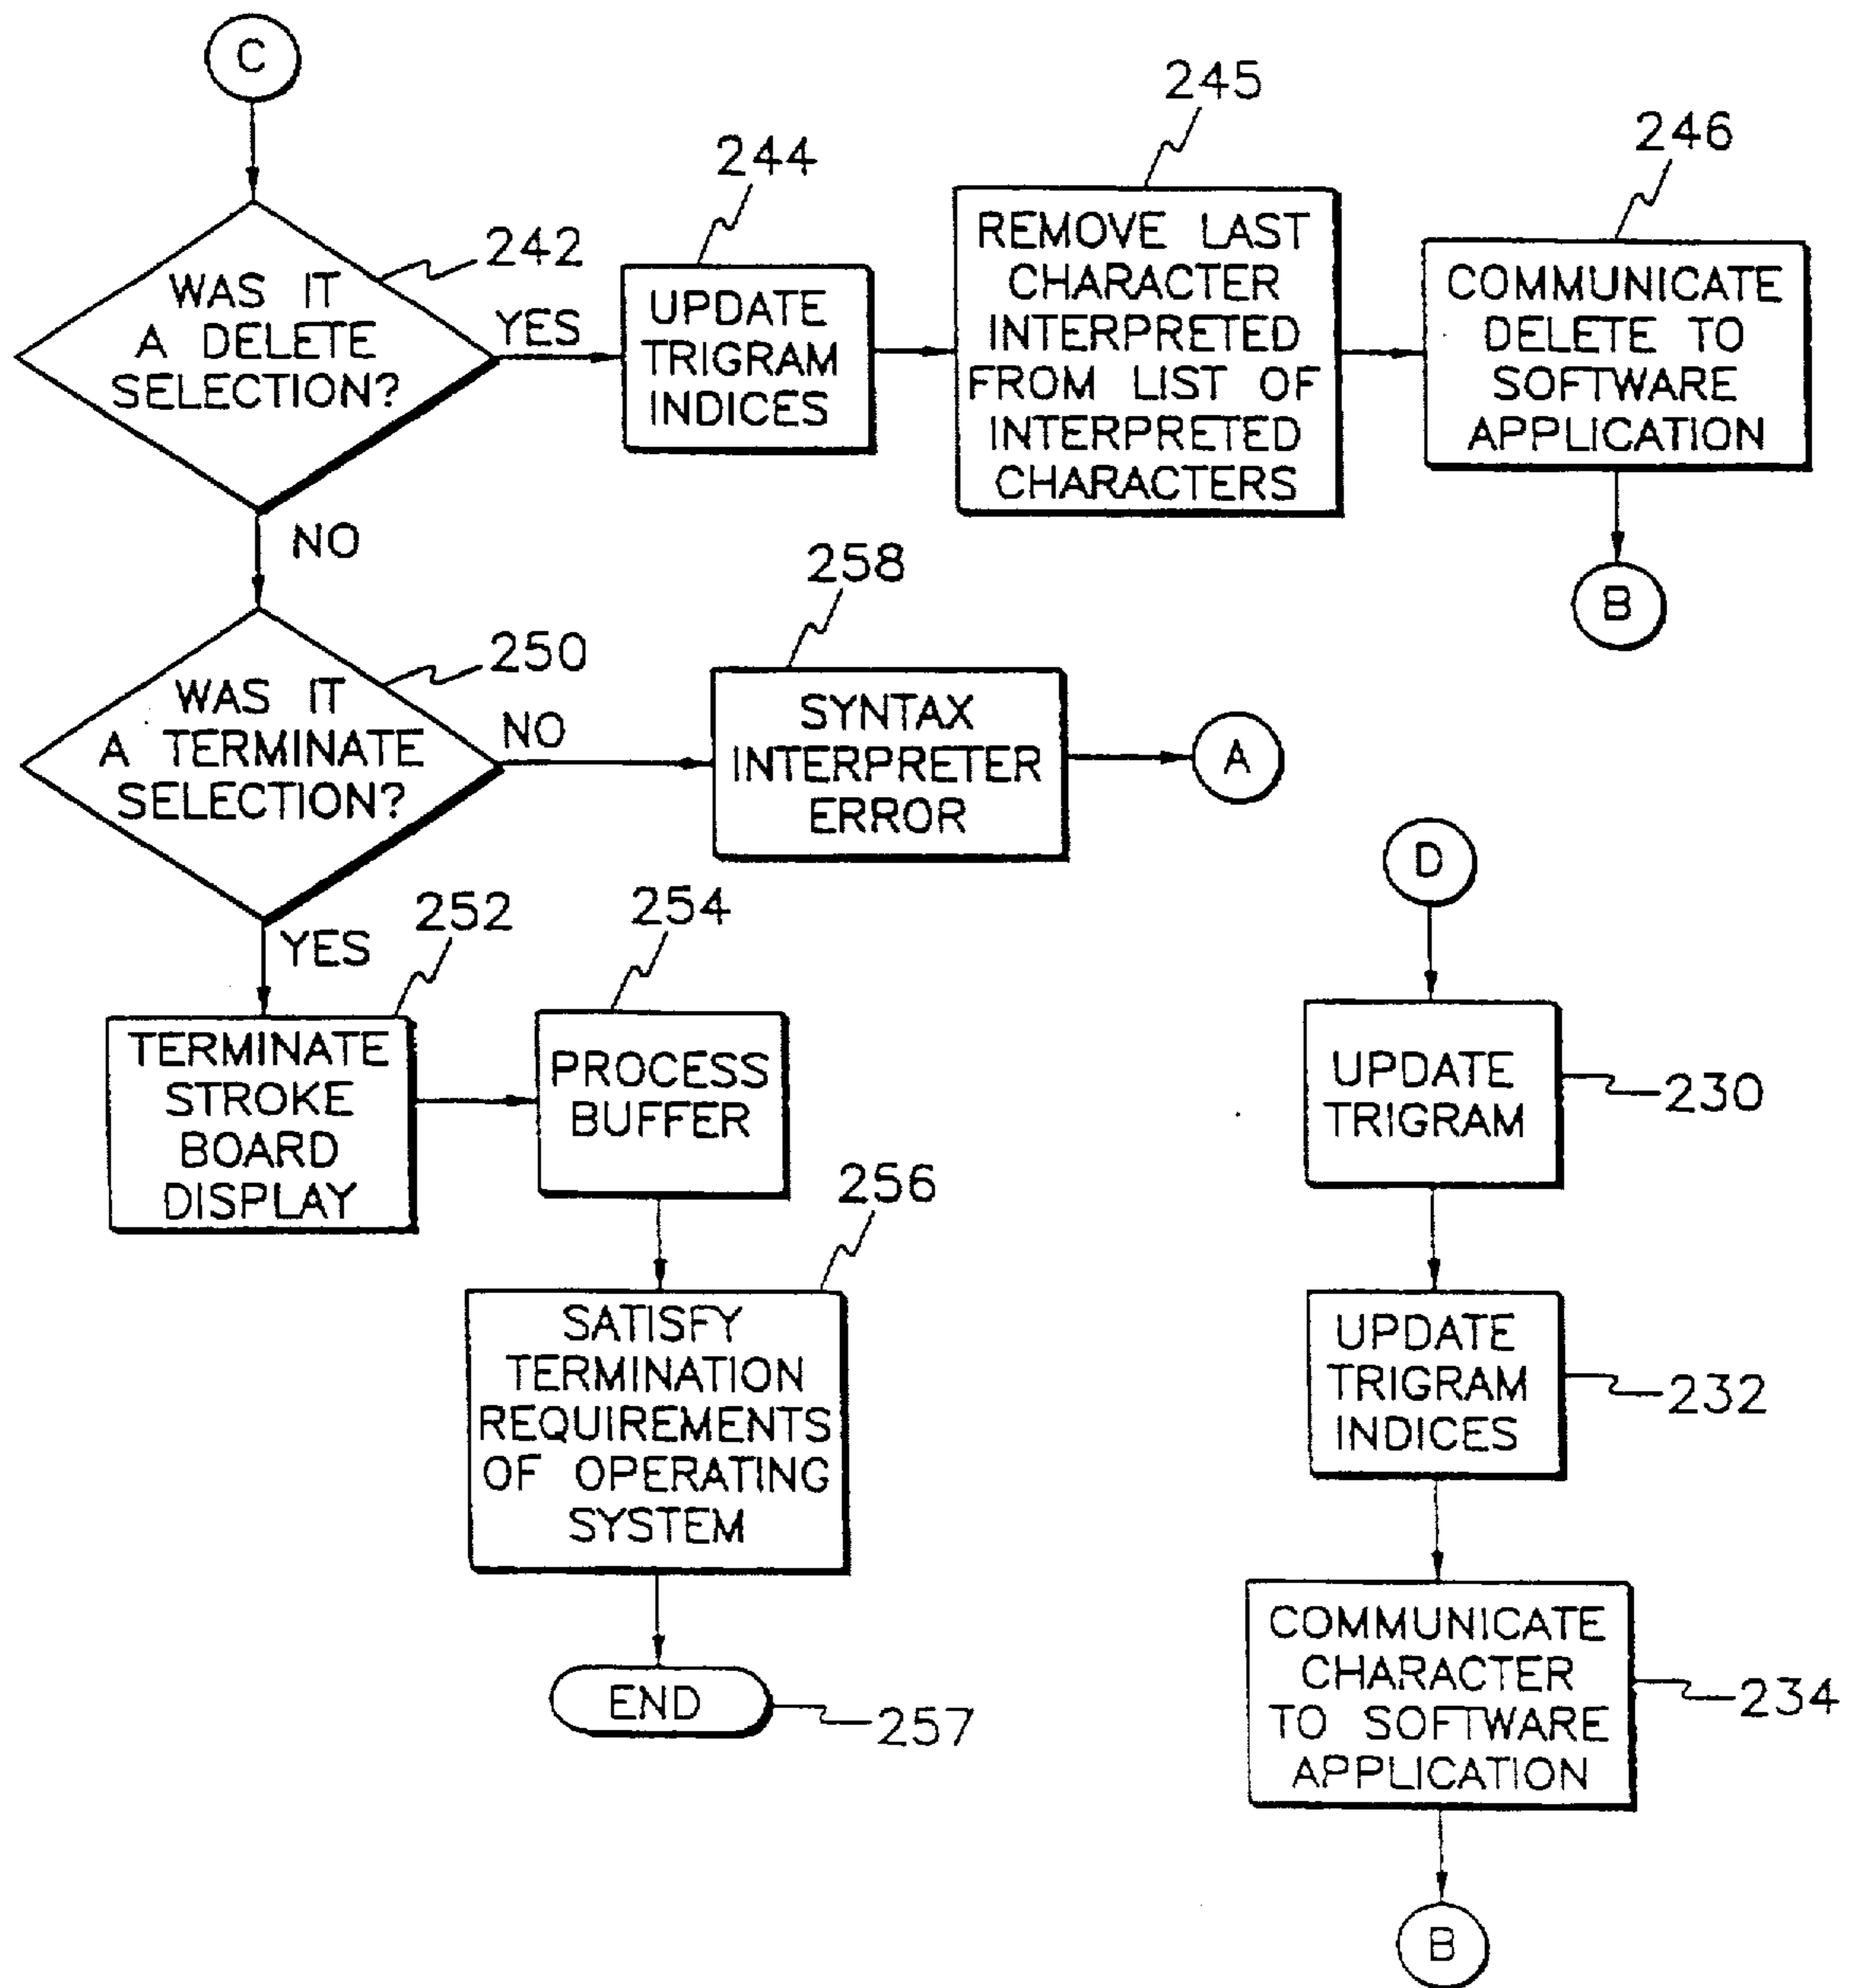 C
242
WAS IT
A DELETE
SELECTION?
YES
244
UPDATE
TRIGRAM
INDICES
245
REMOVE LAST
CHARACTER
INTERPRETED
FROM LIST OF
INTERPRETED
CHARACTERS
246
COMMUNICATE
DELETE TO
SOFTWARE
APPLICATION
B
NO
250
WAS IT
A TERMINATE
SELECTION?
NO
258
SYNTAX
INTERPRETER
ERROR
A
YES
252
TERMINATE
STROKE
BOARD
DISPLAY
254
PROCESS
BUFFER
256
SATISFY
TERMINATION
REQUIREMENTS
OF OPERATING
SYSTEM
END
257
D
UPDATE
TRIGRAM
230
UPDATE
TRIGRAM
INDICES
232
COMMUNICATE
CHARACTER
TO SOFTWARE
APPLICATION
234
B